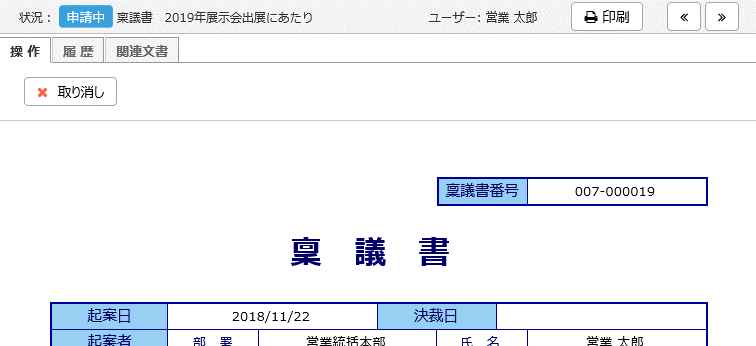 状況： 申請中 稟議書　2019年展示会出展にあたり ユーザー: 営業 太郎 印刷 « »
操 作 履 歴 関連文書
取り消し
稟議書番号 007-000019
稟 議 書
起案日 2018/11/22 決裁日
起案者 部 署 営業統括本部 氏 名 営業 太郎